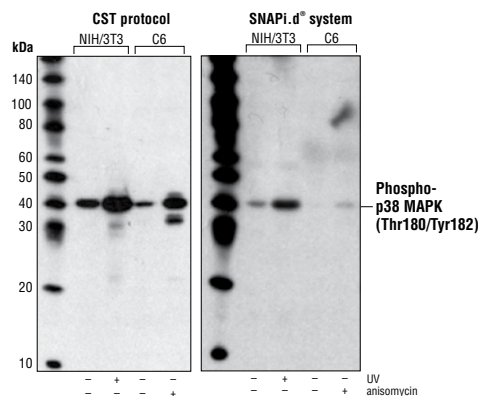 CST protocol
SNAPi.d® system
NIH/3T3
C6
NIH/3T3
C6
kDa
140
100
80
60
50
40
30
20
10
Phospho-
p38 MAPK
(Thr180/Tyr182)
– + – – – + – – UV
– – – + – – – + anisomycin